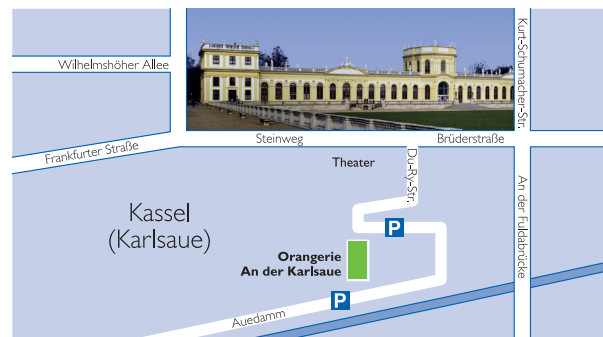 Wilhelmshöher Allee
Kurt-Schumacher-Str.
Frankfurter Straße
Steinweg
Brüderstraße
Theater
Du-Ry-Str.
An der Fuldabrücke
Kassel
(Karlsaue)
P
Orangerie
An der Karlsaue
P
Auedamm